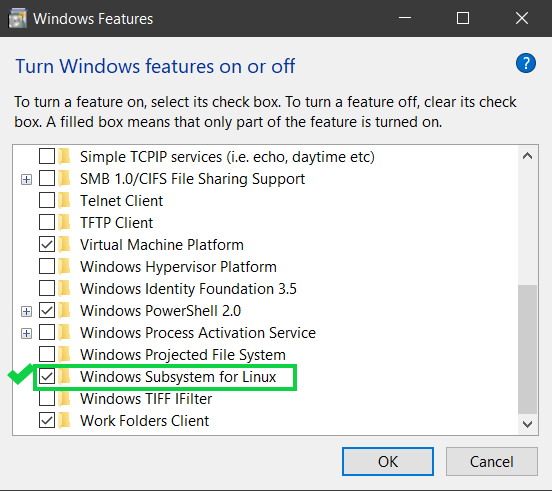 Windows Features
Turn Windows features on or off
?
To turn a feature on, select its check box. To turn a feature off, clear its check
box. A filled box means that only part of the feature is turned on.
Simple TCPIP services (i.e. echo, daytime etc)
SMB 1.0/CIFS File Sharing Support
Telnet Client
TFTP Client
Virtual Machine Platform
Windows Hypervisor Platform
Windows Identity Foundation 3.5
Windows PowerShell 2.0
Windows Process Activation Service
Windows Projected File System
Windows Subsystem for Linux
Windows TIFF IFilter
Work Folders Client
OK
Cancel